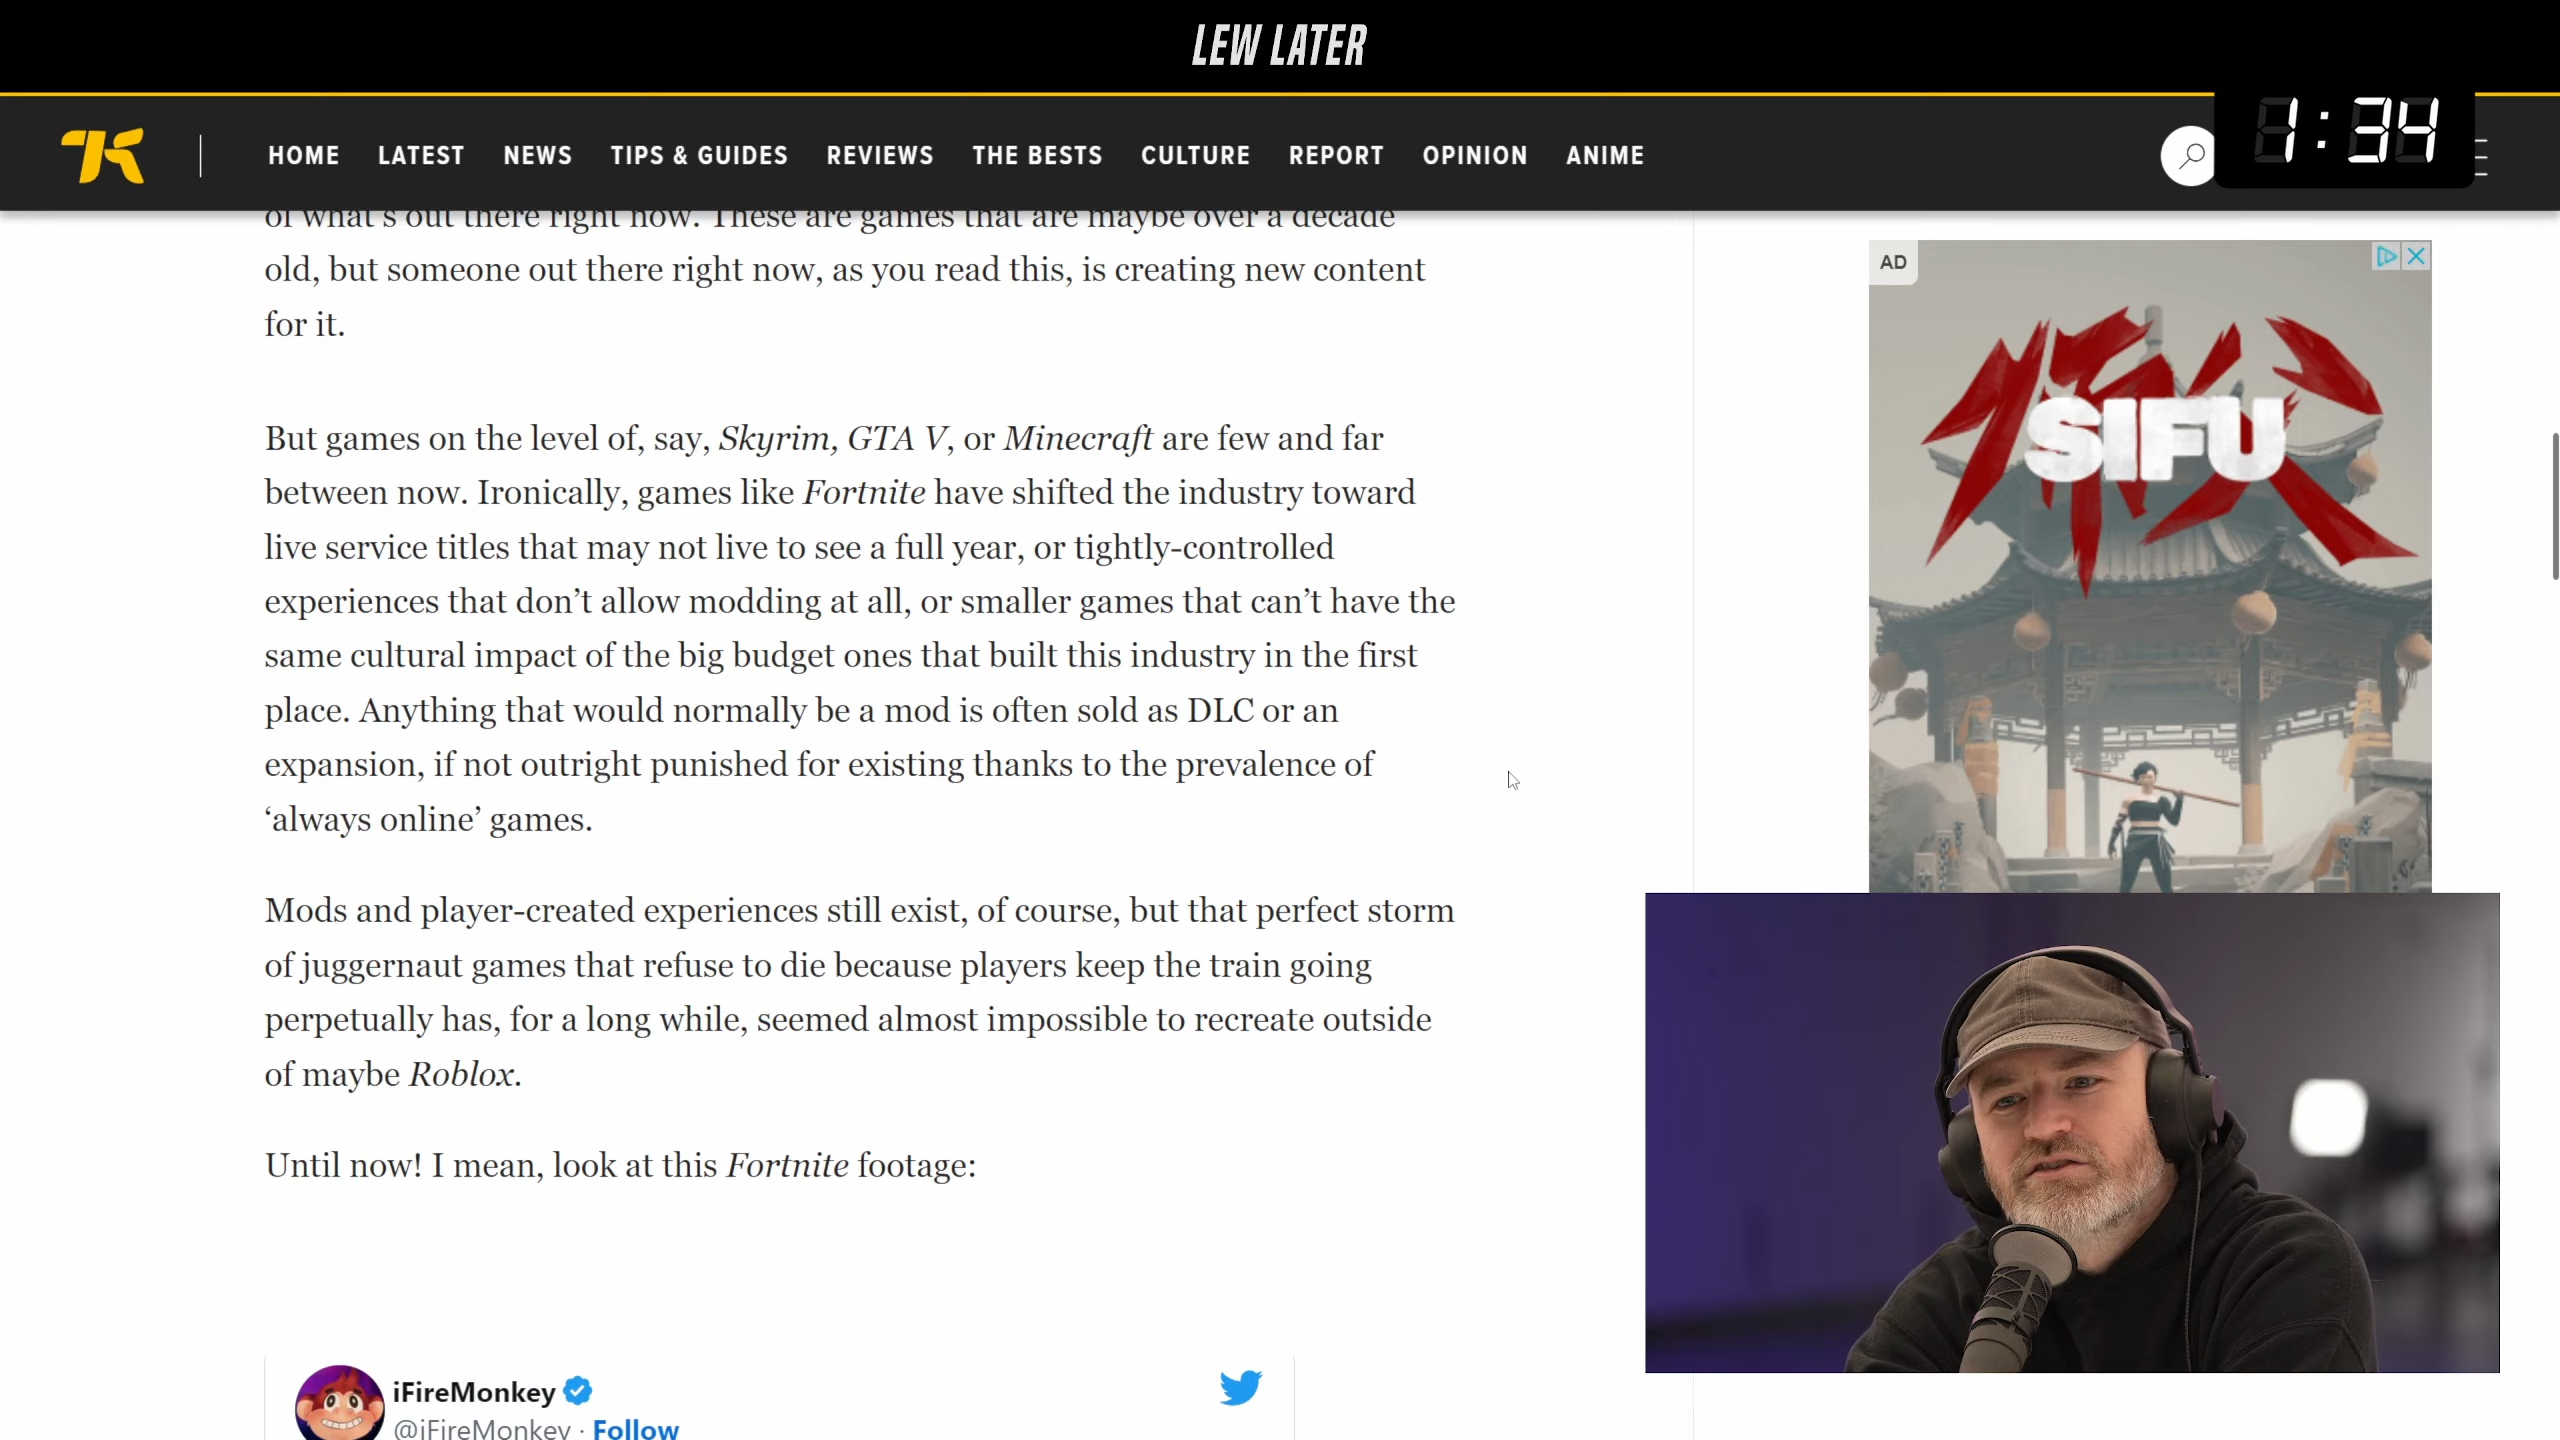 LEW LATER
HOME LATEST NEWS TIPS & GUIDES REVIEWS THE BESTS CULTURE REPORT OPINION ANIME
1:34
of what's out there right now. These are games that are maybe over a decade
old, but someone out there right now, as you read this, is creating new content
for it.
But games on the level of, say, Skyrim, GTA V, or Minecraft are few and far
between now. Ironically, games like Fortnite have shifted the industry toward
live service titles that may not live to see a full year, or tightly-controlled
experiences that don’t allow modding at all, or smaller games that can’t have the
same cultural impact of the big budget ones that built this industry in the first
place. Anything that would normally be a mod is often sold as DLC or an
expansion, if not outright punished for existing thanks to the prevalence of
‘always online’ games.
Mods and player-created experiences still exist, of course, but that perfect storm
of juggernaut games that refuse to die because players keep the train going
perpetually has, for a long while, seemed almost impossible to recreate outside
of maybe Roblox.
Until now! I mean, look at this Fortnite footage:
iFireMonkey
@iFireMonkey · Follow
AD
師父
SIFU